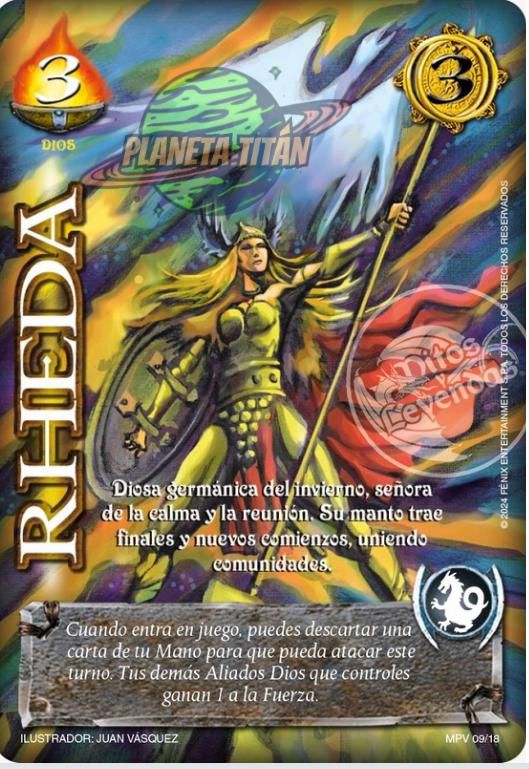 3
DIOS
3
PLANETA TITÁN
RHEDA
© 2024 FÉNIX ENTERTAINMENT SPA. TODOS LOS DERECHOS RESERVADOS
Mitos
Leyendas
Diosa germánica del invierno, señora
de la calma y la reunión. Su manto trae
finales y nuevos comienzos, uniendo
comunidades.
Cuando entra en juego, puedes descartar una
carta de tu Mano para que pueda atacar este
turno. Tus demás Aliados Dios que controles
ganan 1 a la Fuerza.
ILUSTRADOR: JUAN VÁSQUEZ
MPV 09/18